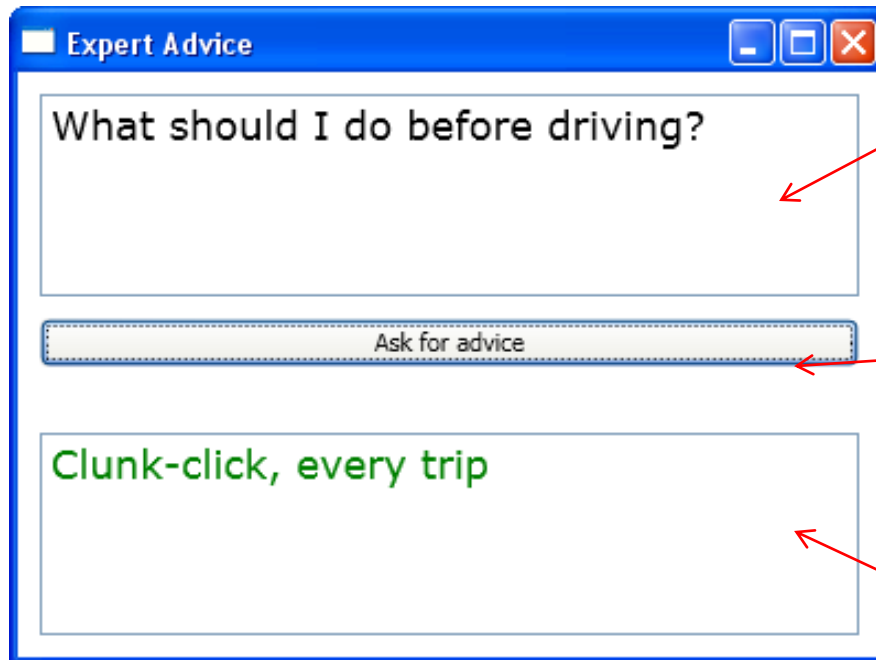 Expert Advice
What should I do before driving?
Ask for advice
Clunk-click, every trip